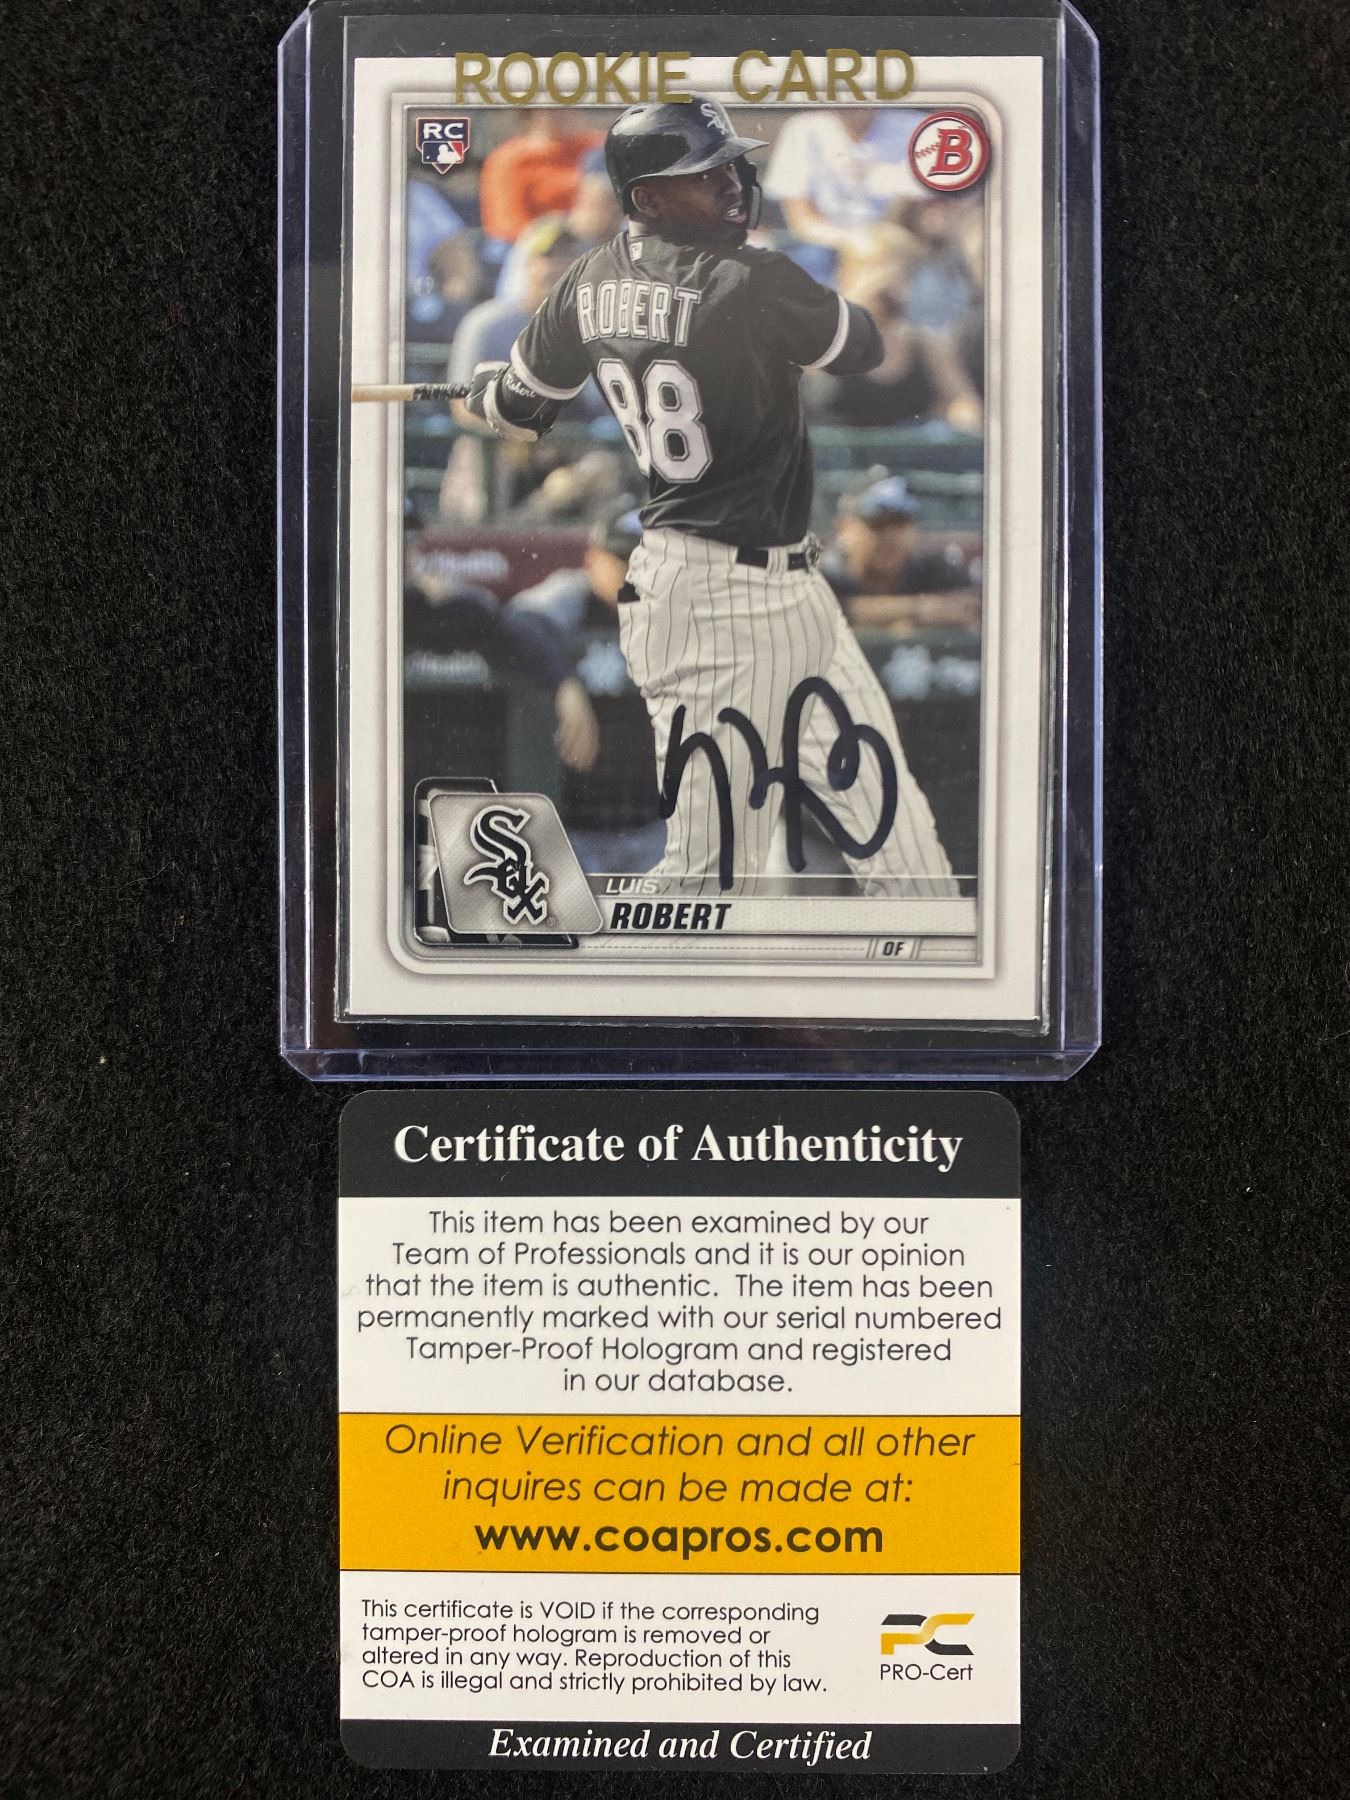 ROOKIE CARD
RC
B
Sox
ROBERT
88
Sox
LUIS
ROBERT
OF
Certificate of Authenticity
This item has been examined by our
Team of Professionals and it is our opinion
that the item is authentic. The item has been
permanently marked with our serial numbered
Tamper-Proof Hologram and registered
in our database.
Online Verification and all other
inquires can be made at:
www.coapros.com
This certificate is VOID if the corresponding
tamper-proof hologram is removed or
altered in any way. Reproduction of this
COA is illegal and strictly prohibited by law.
PC
PRO-Cert
Examined and Certified